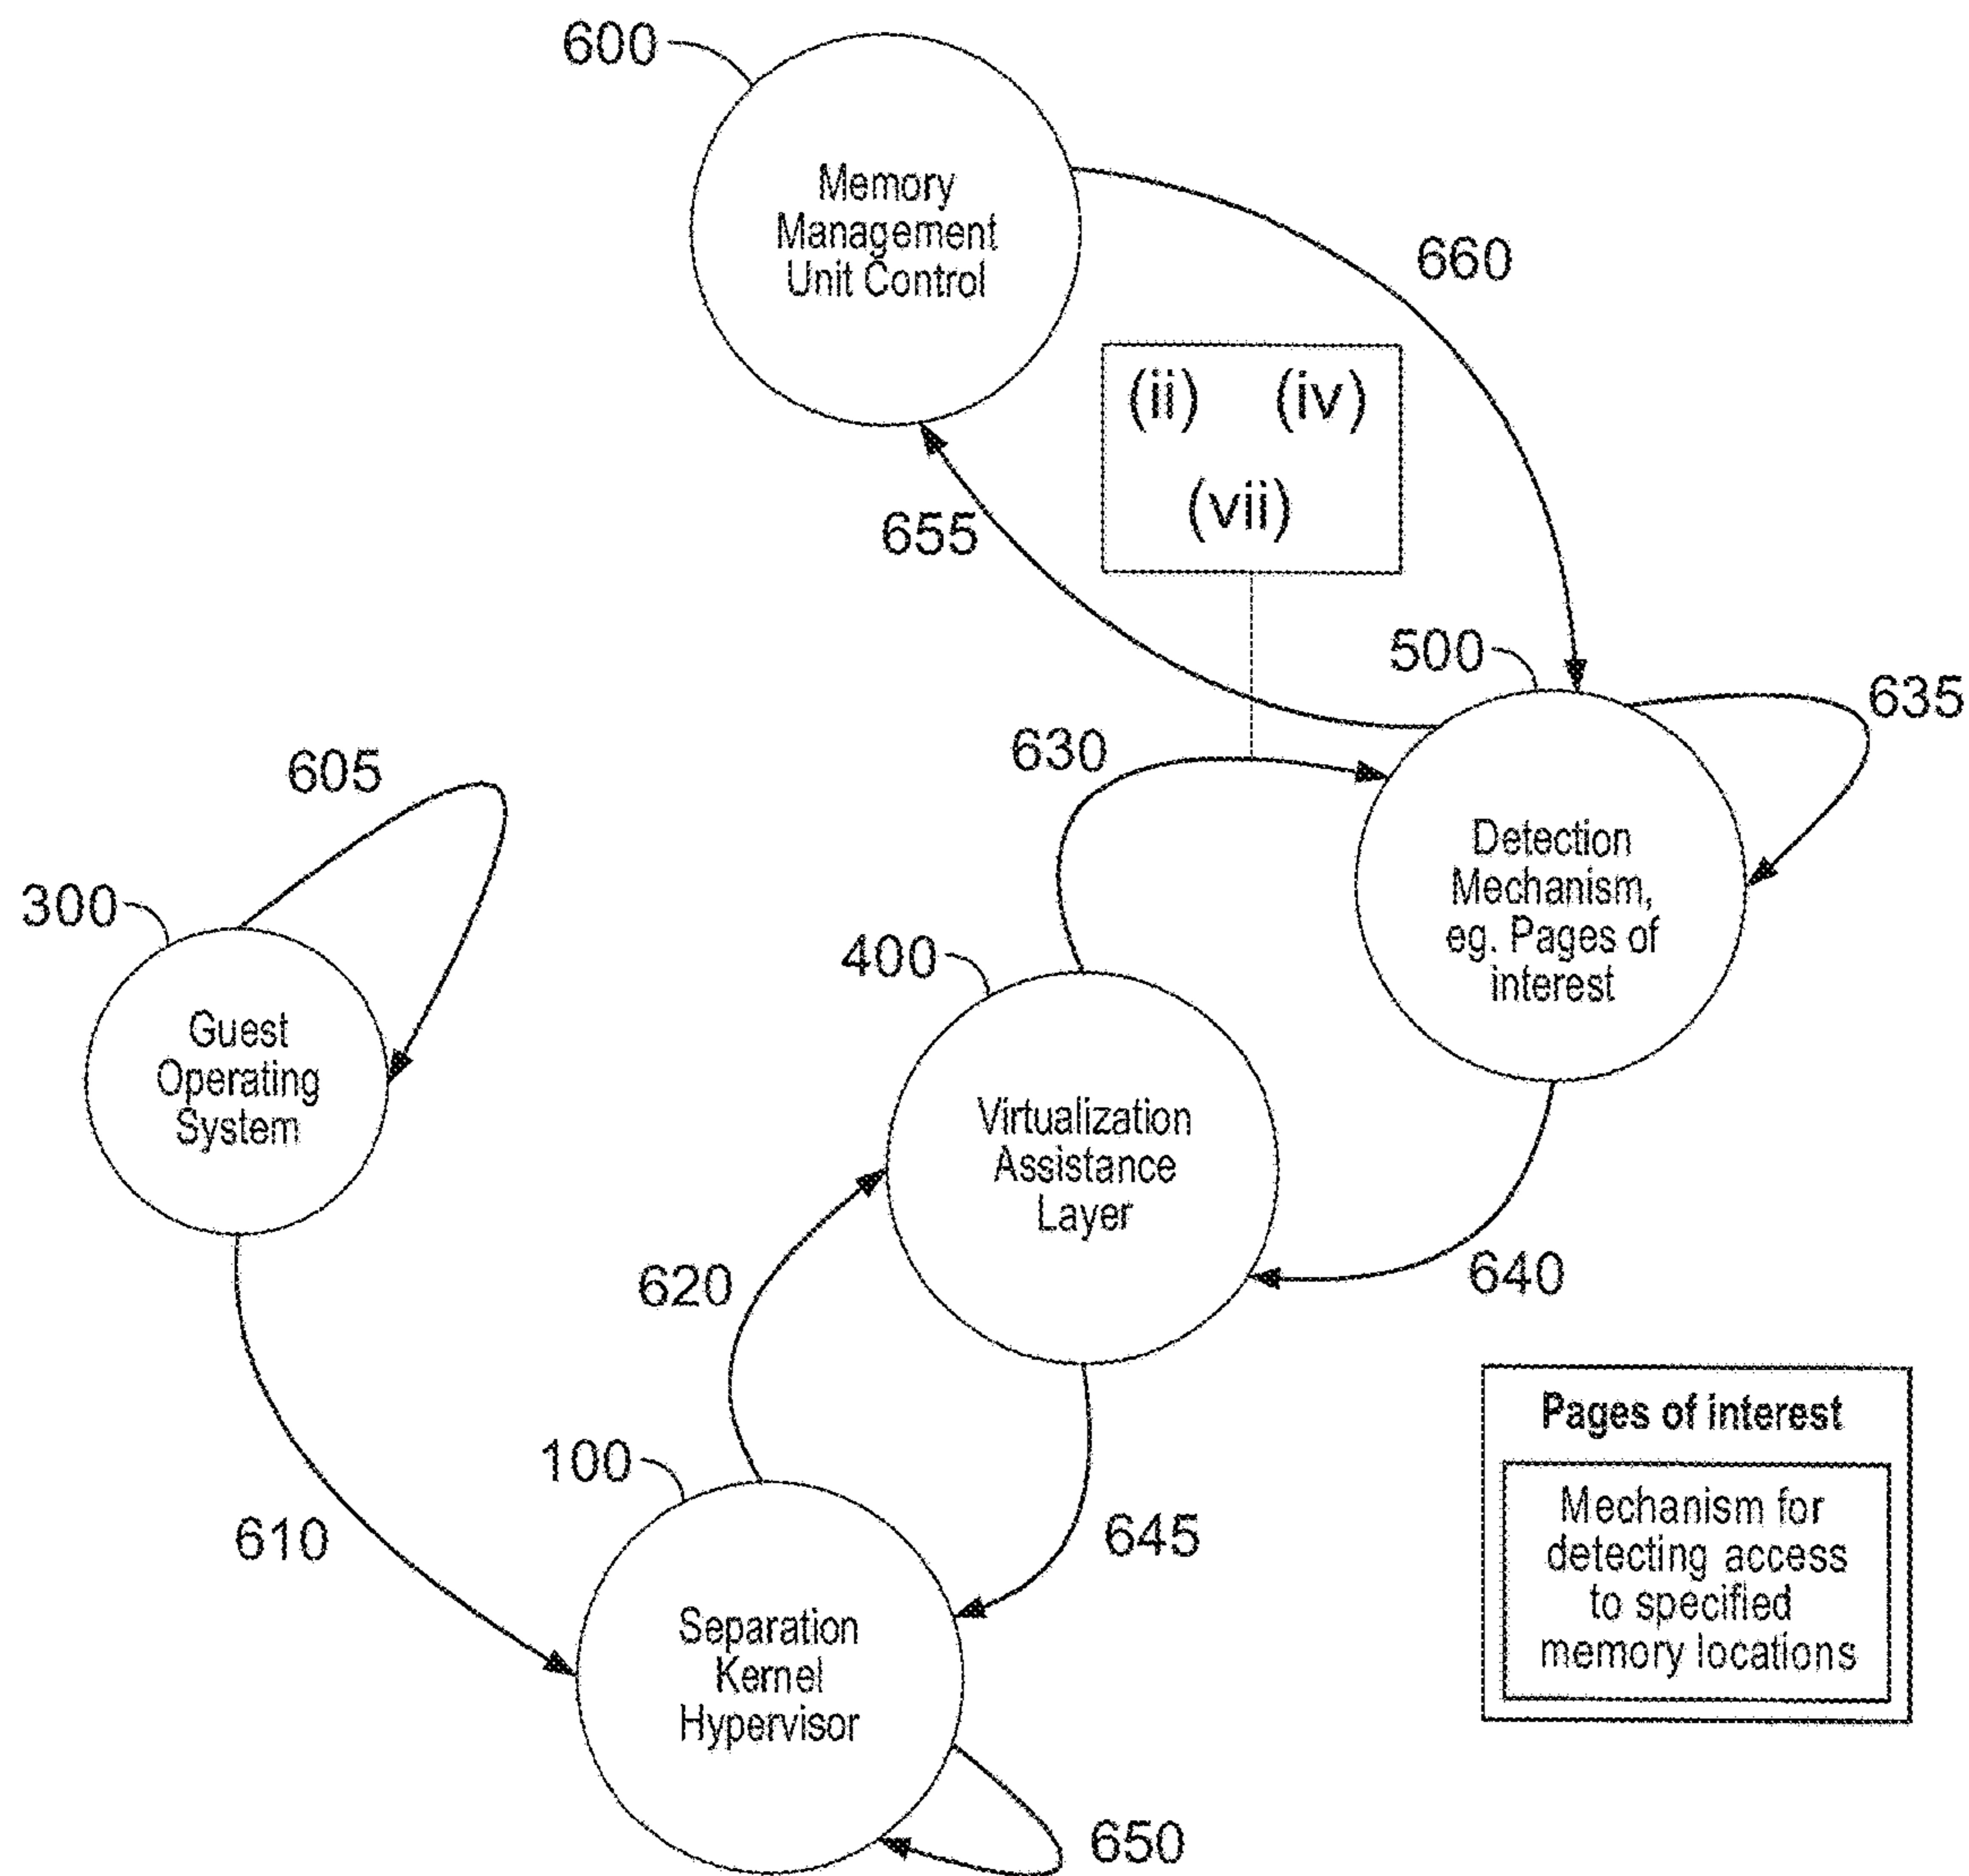 600
Memory
Management
Unit Control
660
(ii) (iv)
(vii)
655
500
635
630
605
Detection
Mechanism,
eg. Pages of
interest
300
400
Guest
Operating
System
Virtualization
Assistance
Layer
620
640
Pages of interest
Mechanism for
detecting access
to specified
memory locations
100
610
645
Separation
Kernel
Hypervisor
650